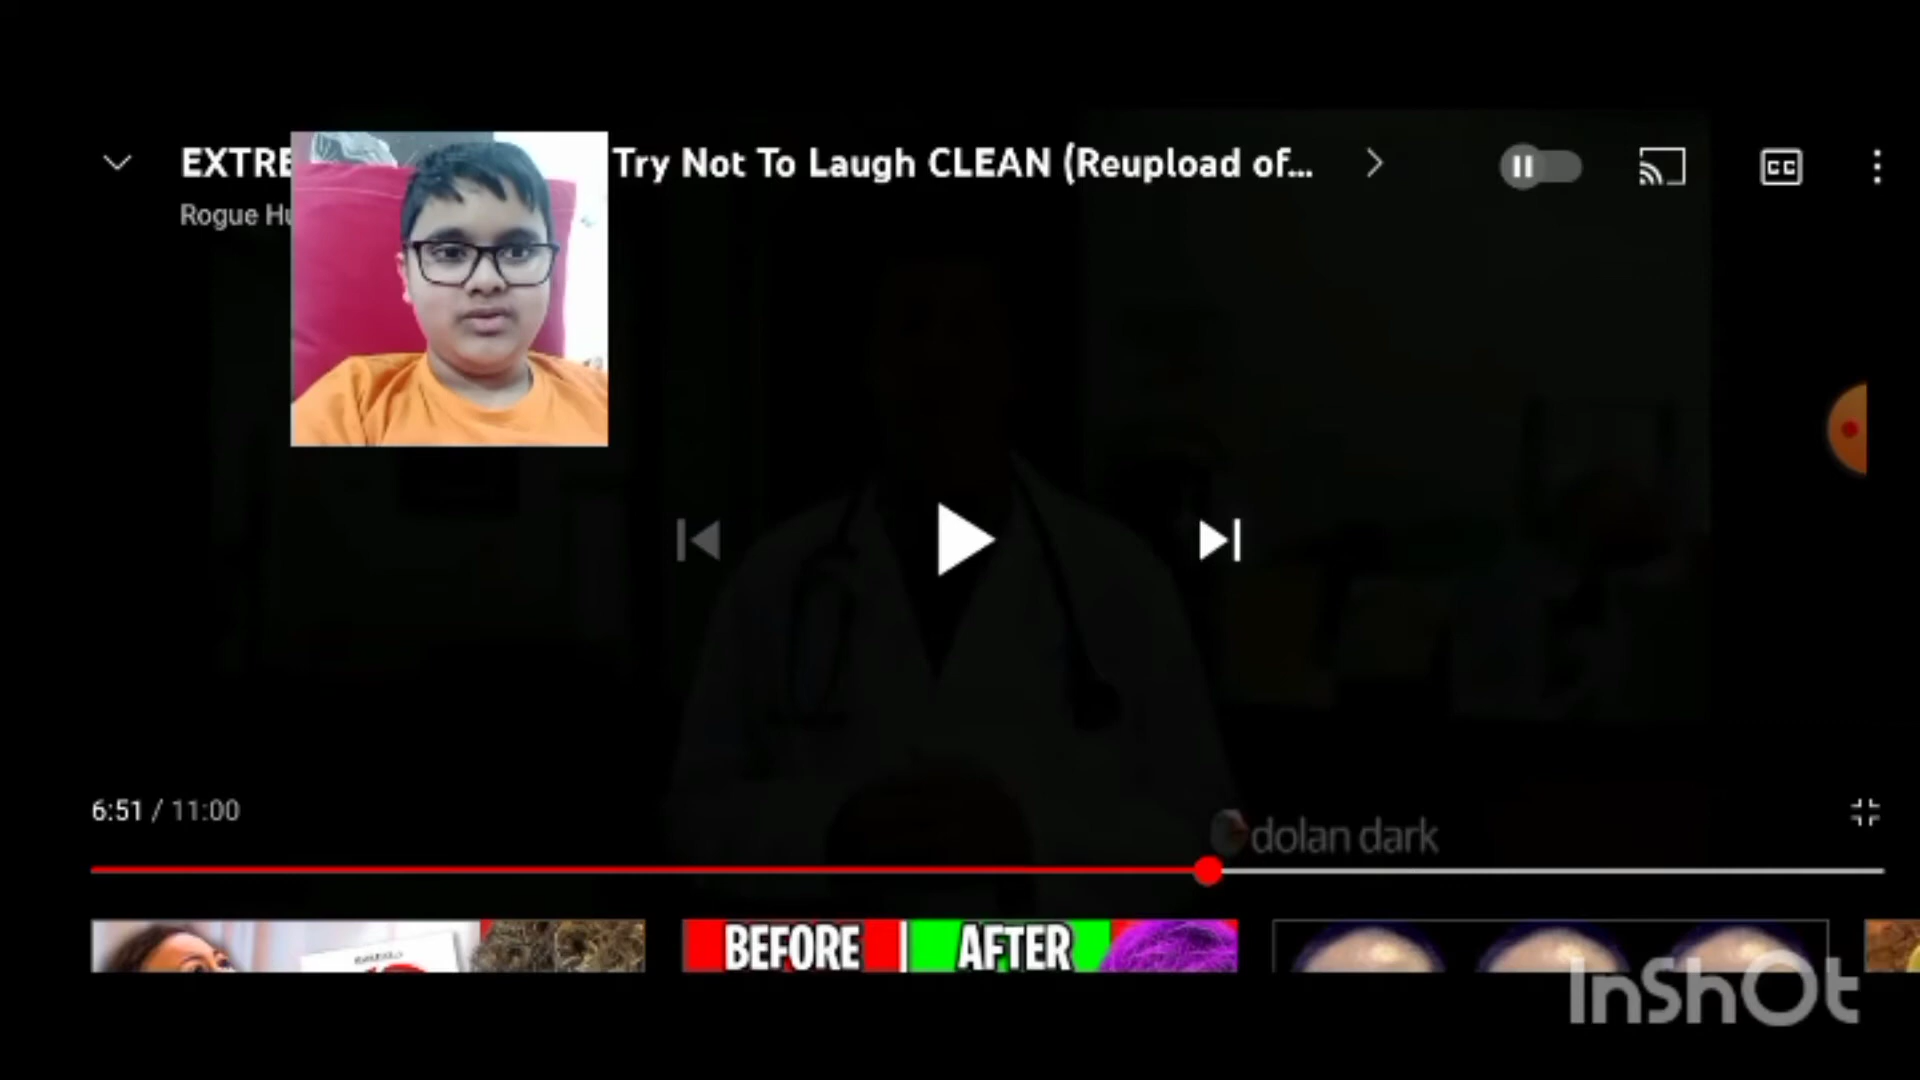 EXTRE Try Not To Laugh CLEAN (Reupload of...
CC
Rogue Hu
6:51 / 11:00
dolan dark
BEFORE AFTER
InShOt